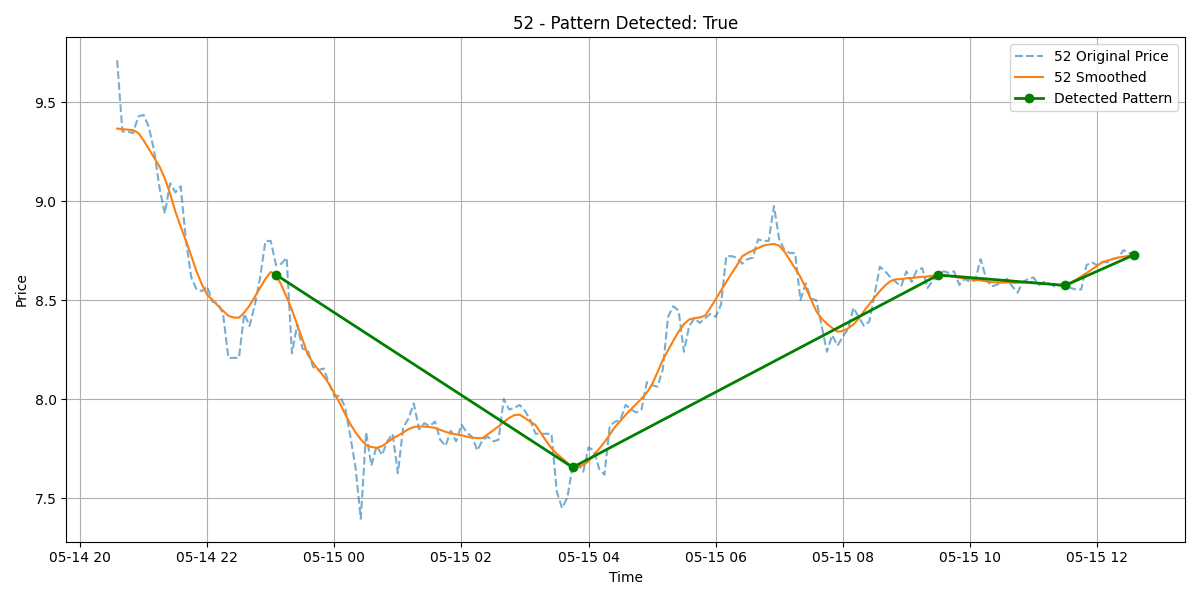 52 - Pattern Detected: True
52 Original Price
52 Smoothed
Detected Pattern
Price
9.5
9.0
8.5
8.0
7.5
05-14 20 05-14 22 05-15 00 05-15 02 05-15 04 05-15 06 05-15 08 05-15 10 05-15 12
Time